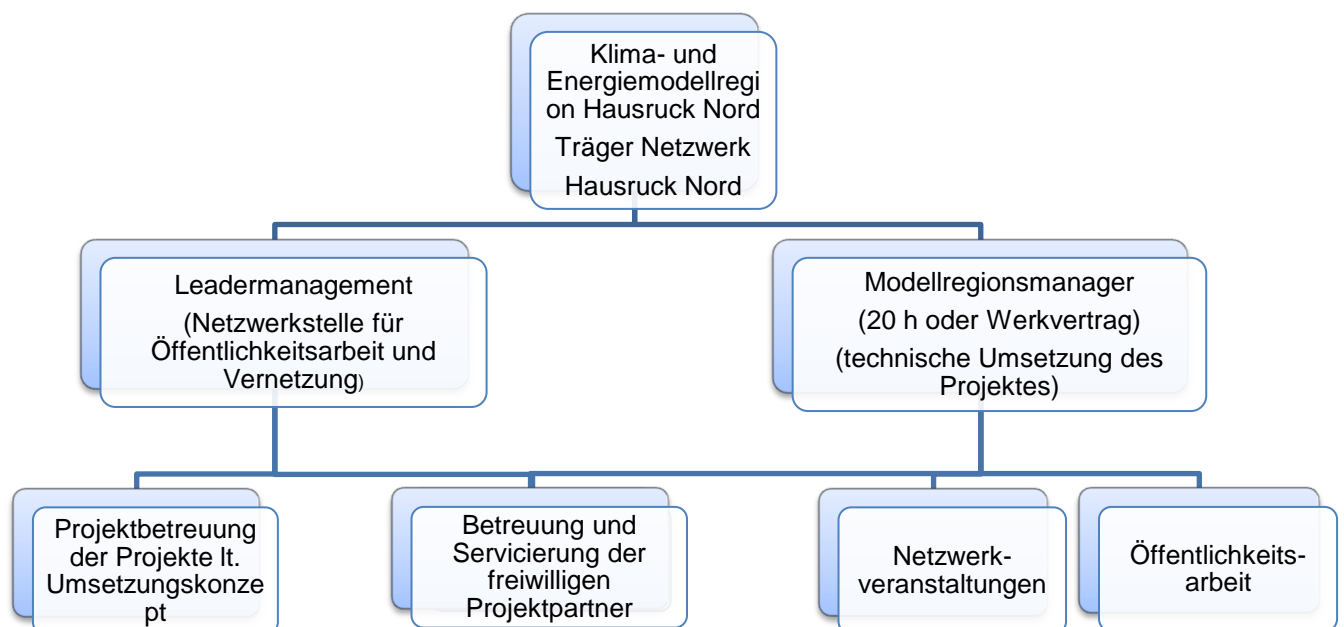 Klima- und
Energiemodellregi
on Hausruck Nord
Träger Netzwerk
Hausruck Nord
Leadermanagement
(Netzwerkstelle für
Öffentlichkeitsarbeit und
Vernetzung)
Modellregionsmanager
(20 h oder Werkvertrag)
(technische Umsetzung des
Projektes)
Projektbetreuung
der Projekte lt.
Umsetzungskonze
pt
Betreuung und
Servicierung der
freiwilligen
Projektpartner
Netzwerk-
veranstaltungen
Öffentlichkeits-
arbeit